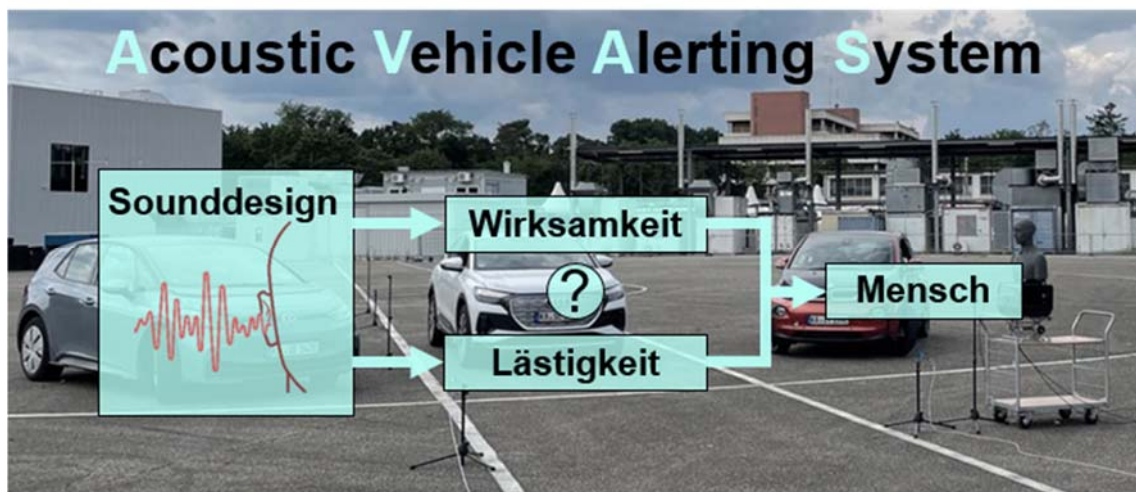 Acoustic Vehicle Alerting System
Sounddesign
Wirksamkeit
?
Mensch
Lästigkeit